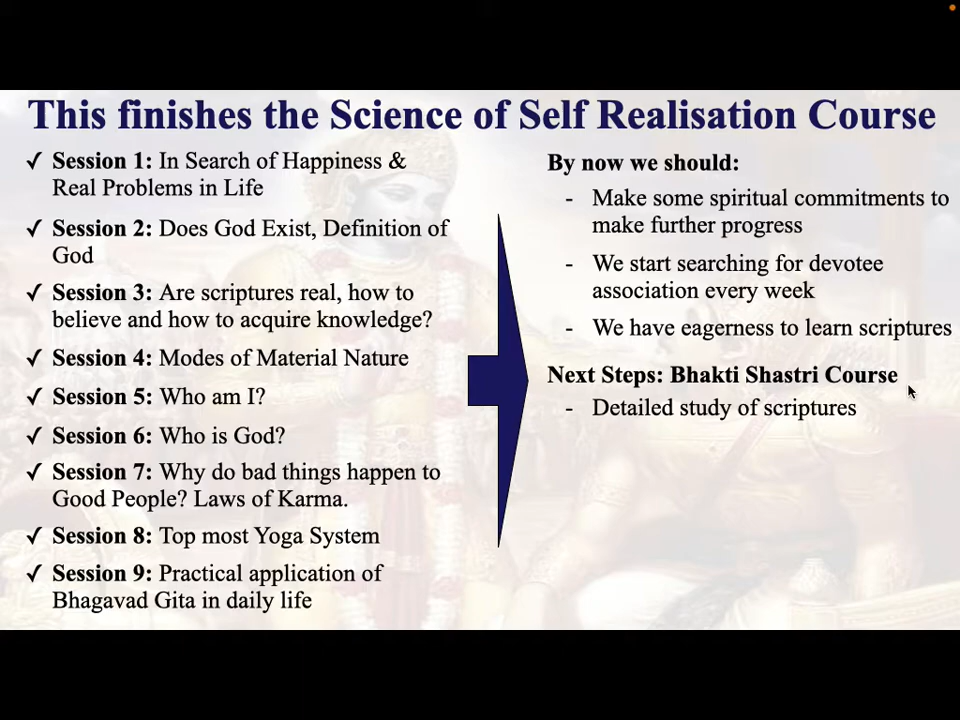 This finishes the Science of Self Realisation Course
✓ Session 1: In Search of Happiness &
Real Problems in Life
✓ Session 2: Does God Exist, Definition of
God
✓ Session 3: Are scriptures real, how to
believe and how to acquire knowledge?
✓ Session 4: Modes of Material Nature
✓ Session 5: Who am I?
✓ Session 6: Who is God?
✓ Session 7: Why do bad things happen to
Good People? Laws of Karma.
✓ Session 8: Top most Yoga System
✓ Session 9: Practical application of
Bhagavad Gita in daily life
By now we should:
- Make some spiritual commitments to
make further progress
- We start searching for devotee
association every week
- We have eagerness to learn scriptures
Next Steps: Bhakti Shastri Course
- Detailed study of scriptures